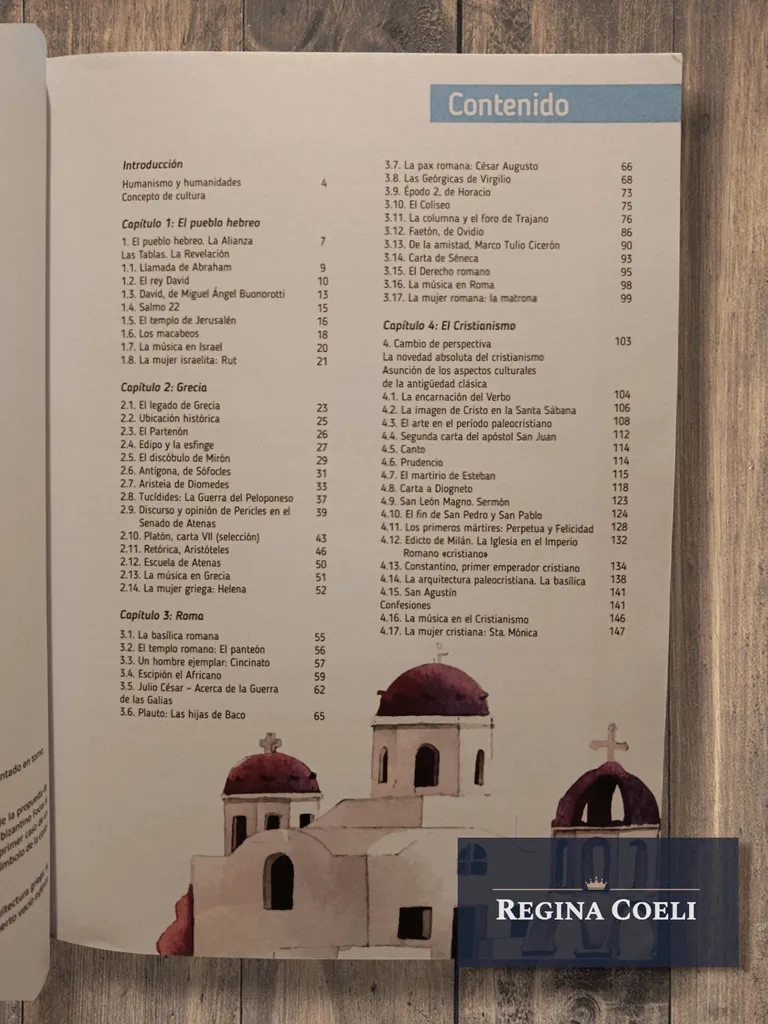 Contenido
Introducción
Humanismo y humanidades 4
Concepto de cultura
Capítulo 1: El pueblo hebreo
1. El pueblo hebreo. La Alianza 7
Las Tablas. La Revelación
1.1. Llamada de Abraham 9
1.2. El rey David 10
1.3. David, de Miguel Ángel Buonorotti 13
1.4. Salmo 22 15
1.5. El templo de Jerusalén 16
1.6. Los macabeos 18
1.7. La música en Israel 20
1.8. La mujer israelita: Rut 21
Capítulo 2: Grecia
2.1. El legado de Grecia 23
2.2. Ubicación histórica 25
2.3. El Partenón 26
2.4. Edipo y la esfinge 27
2.5. El discóbulo de Mirón 29
2.6. Antígona, de Sófocles 31
2.7. Aristeia de Diomedes 33
2.8. Tucídides: La Guerra del Peloponeso 37
2.9. Discurso y opinión de Pericles en el 39
Senado de Atenas
2.10. Platón, carta VII (selección) 43
2.11. Retórica, Aristóteles 46
2.12. Escuela de Atenas 50
2.13. La música en Grecia 51
2.14. La mujer griega: Helena 52
Capítulo 3: Roma
3.1. La basílica romana 55
3.2. El templo romano: El panteón 56
3.3. Un hombre ejemplar: Cincinato 57
3.4. Escipión el Africano 59
3.5. Julio César – Acerca de la Guerra 62
de las Galias
3.6. Plauto: Las hijas de Baco 65
3.7. La pax romana: César Augusto 66
3.8. Las Geórgicas de Virgilio 68
3.9. Épodo 2, de Horacio 73
3.10. El Coliseo 75
3.11. La columna y el foro de Trajano 76
3.12. Faetón, de Ovidio 86
3.13. De la amistad, Marco Tulio Cicerón 90
3.14. Carta de Séneca 93
3.15. El Derecho romano 95
3.16. La música en Roma 98
3.17. La mujer romana: la matrona 99
Capítulo 4: El Cristianismo
4. Cambio de perspectiva 103
La novedad absoluta del cristianismo
Asunción de los aspectos culturales
de la antigüedad clásica
4.1. La encarnación del Verbo 104
4.2. La imagen de Cristo en la Santa Sábana 106
4.3. El arte en el período paleocristiano 108
4.4. Segunda carta del apóstol San Juan 112
4.5. Canto 114
4.6. Prudencio 114
4.7. El martirio de Esteban 115
4.8. Carta a Diogneto 118
4.9. San León Magno. Sermón 123
4.10. El fin de San Pedro y San Pablo 124
4.11. Los primeros mártires: Perpetua y Felicidad 128
4.12. Edicto de Milán. La Iglesia en el Imperio 132
Romano «cristiano»
4.13. Constantino, primer emperador cristiano 134
4.14. La arquitectura paleocristiana. La basílica 138
4.15. San Agustín 141
Confesiones 141
4.16. La música en el Cristianismo 146
4.17. La mujer cristiana: Sta. Mónica 147
ntado en torno
la propuesta
bizantino
primer caso de
símbolo de la
REGINA COELI